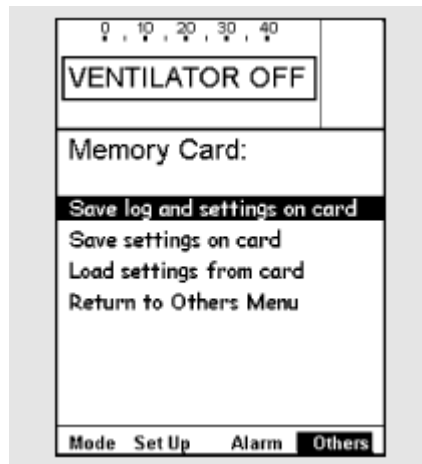 0 , 10 , 20 , 30 , 40
VENTILATOR OFF
Memory Card:
Save log and settings on card
Save settings on card
Load settings from card
Return to Others Menu
Mode Set Up Alarm Others